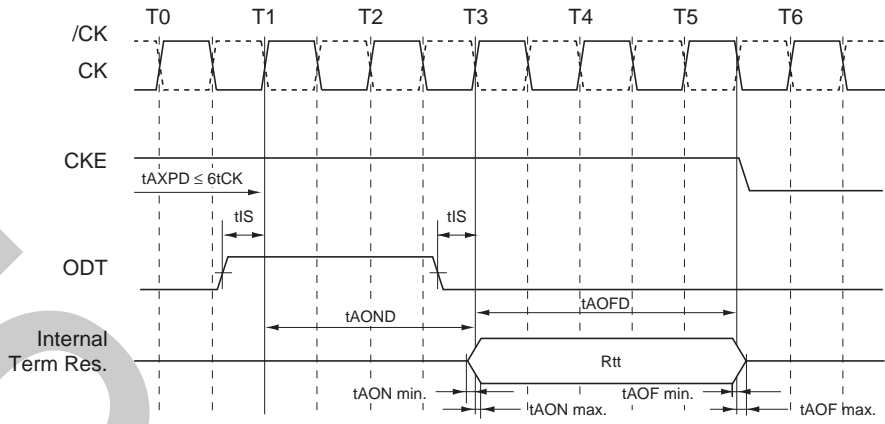 T0 T1 T2 T3 T4 T5 T6
/CK
CK
CKE
tAXPD ≤ 6tCK
tIS tIS
ODT
tAOND tAOFD
Internal
Term Res.
Rtt
tAON min. tAOF min.
tAON max. tAOF max.